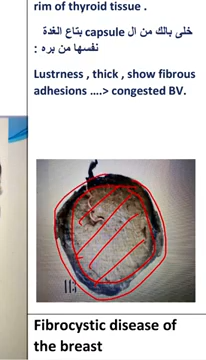 rim of thyroid tissue .
خلى بالك من ال capsule بتاع الغدة
نفسها من بره :
Lustrness , thick , show fibrous
adhesions ....> congested BV.
Fibrocystic disease of
the breast